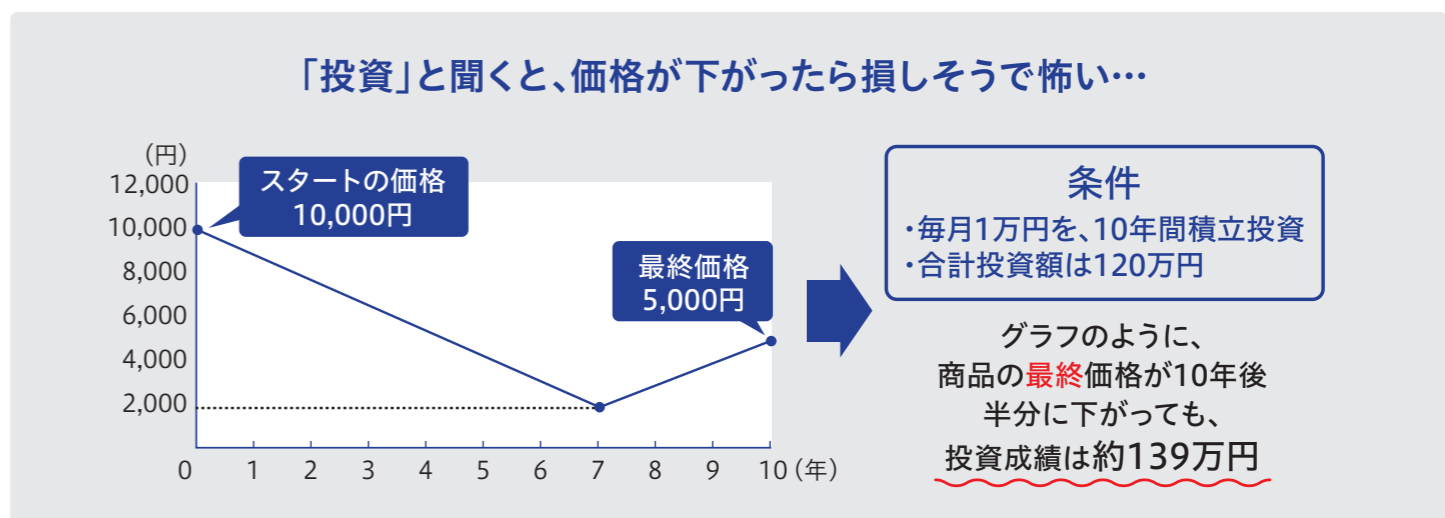 「投資」と聞くと、価格が下がったら損しそうで怖い…
（円）
12,000
10,000
8,000
6,000
4,000
2,000
0
1
2
3
4
5
6
7
8
9
10（年）
スタートの価格
10,000円
最終価格
5,000円
条件
・毎月1万円を、10年間積立投資
・合計投資額は120万円
グラフのように、
商品の最終価格が10年後
半分に下がっても、
投資成績は約139万円